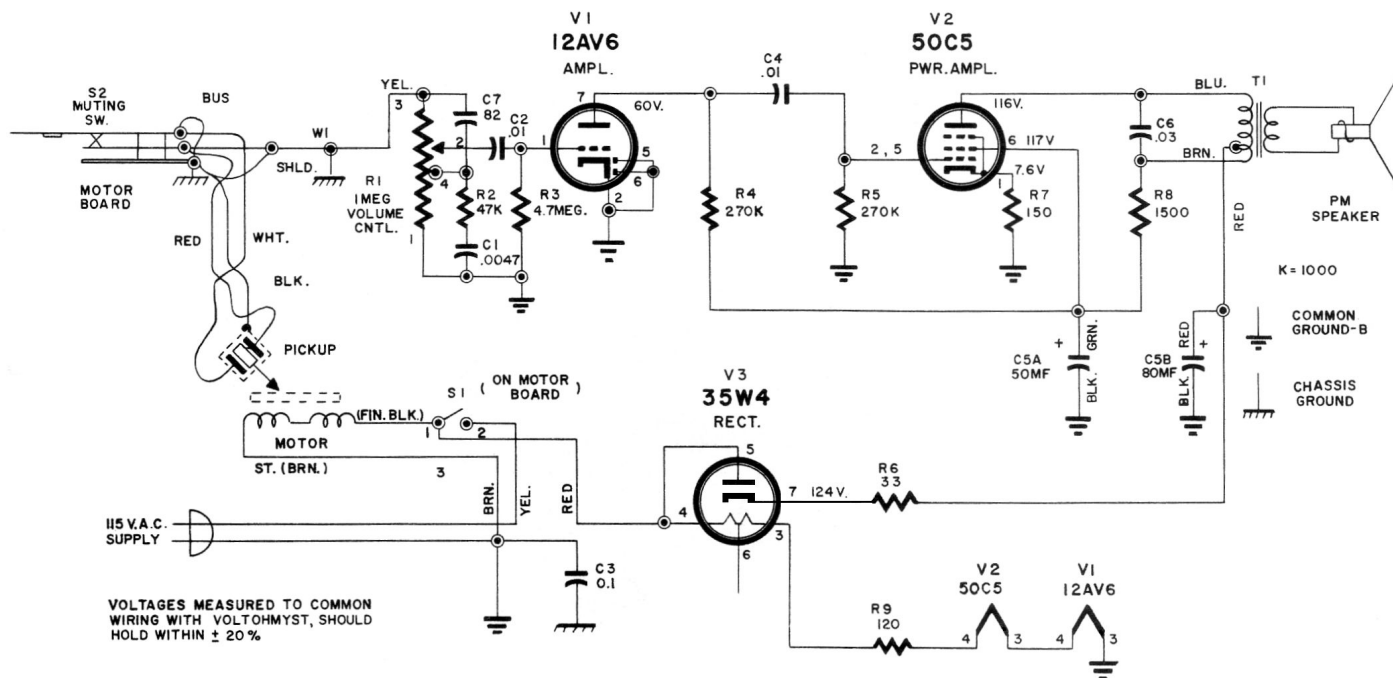 V1
12AV6
AMPL.
V2
50C5
PWR. AMPL.
S2
MUTING
SW.
BUS
YEL.
3
C7
82
C2
.01
7
60V.
C4
.01
116V.
BLU.
T1
W1
SHLD.
2
1
5
6
2
2, 5
6
117V
7.6V
1
C6
.03
BRN.
MOTOR
BOARD
R1
1 MEG
VOLUME
CNTL.
4
1
R2
47K
R3
4.7MEG.
C1
.0047
R4
270K
R5
270K
R7
150
R8
1500
RED
PM
SPEAKER
RED
WHT.
BLK.
K=1000
PICKUP
+
GRN.
C5A
50MF
BLK.
RED
+
C5B
80MF
BLK.
COMMON
GROUND-B
CHASSIS
GROUND
V3
35W4
RECT.
S1
(ON MOTOR
BOARD)
(FIN. BLK.)
1
2
MOTOR
ST. (BRN.)
3
BRN.
YEL.
RED
5
4
7
124V.
3
6
R6
33
115 V.A.C.
SUPPLY
C3
0.1
V2
50C5
V1
12AV6
R9
120
4
3
4
3
VOLTAGES MEASURED TO COMMON
WIRING WITH VOLTOHMYST, SHOULD
HOLD WITHIN ± 20%